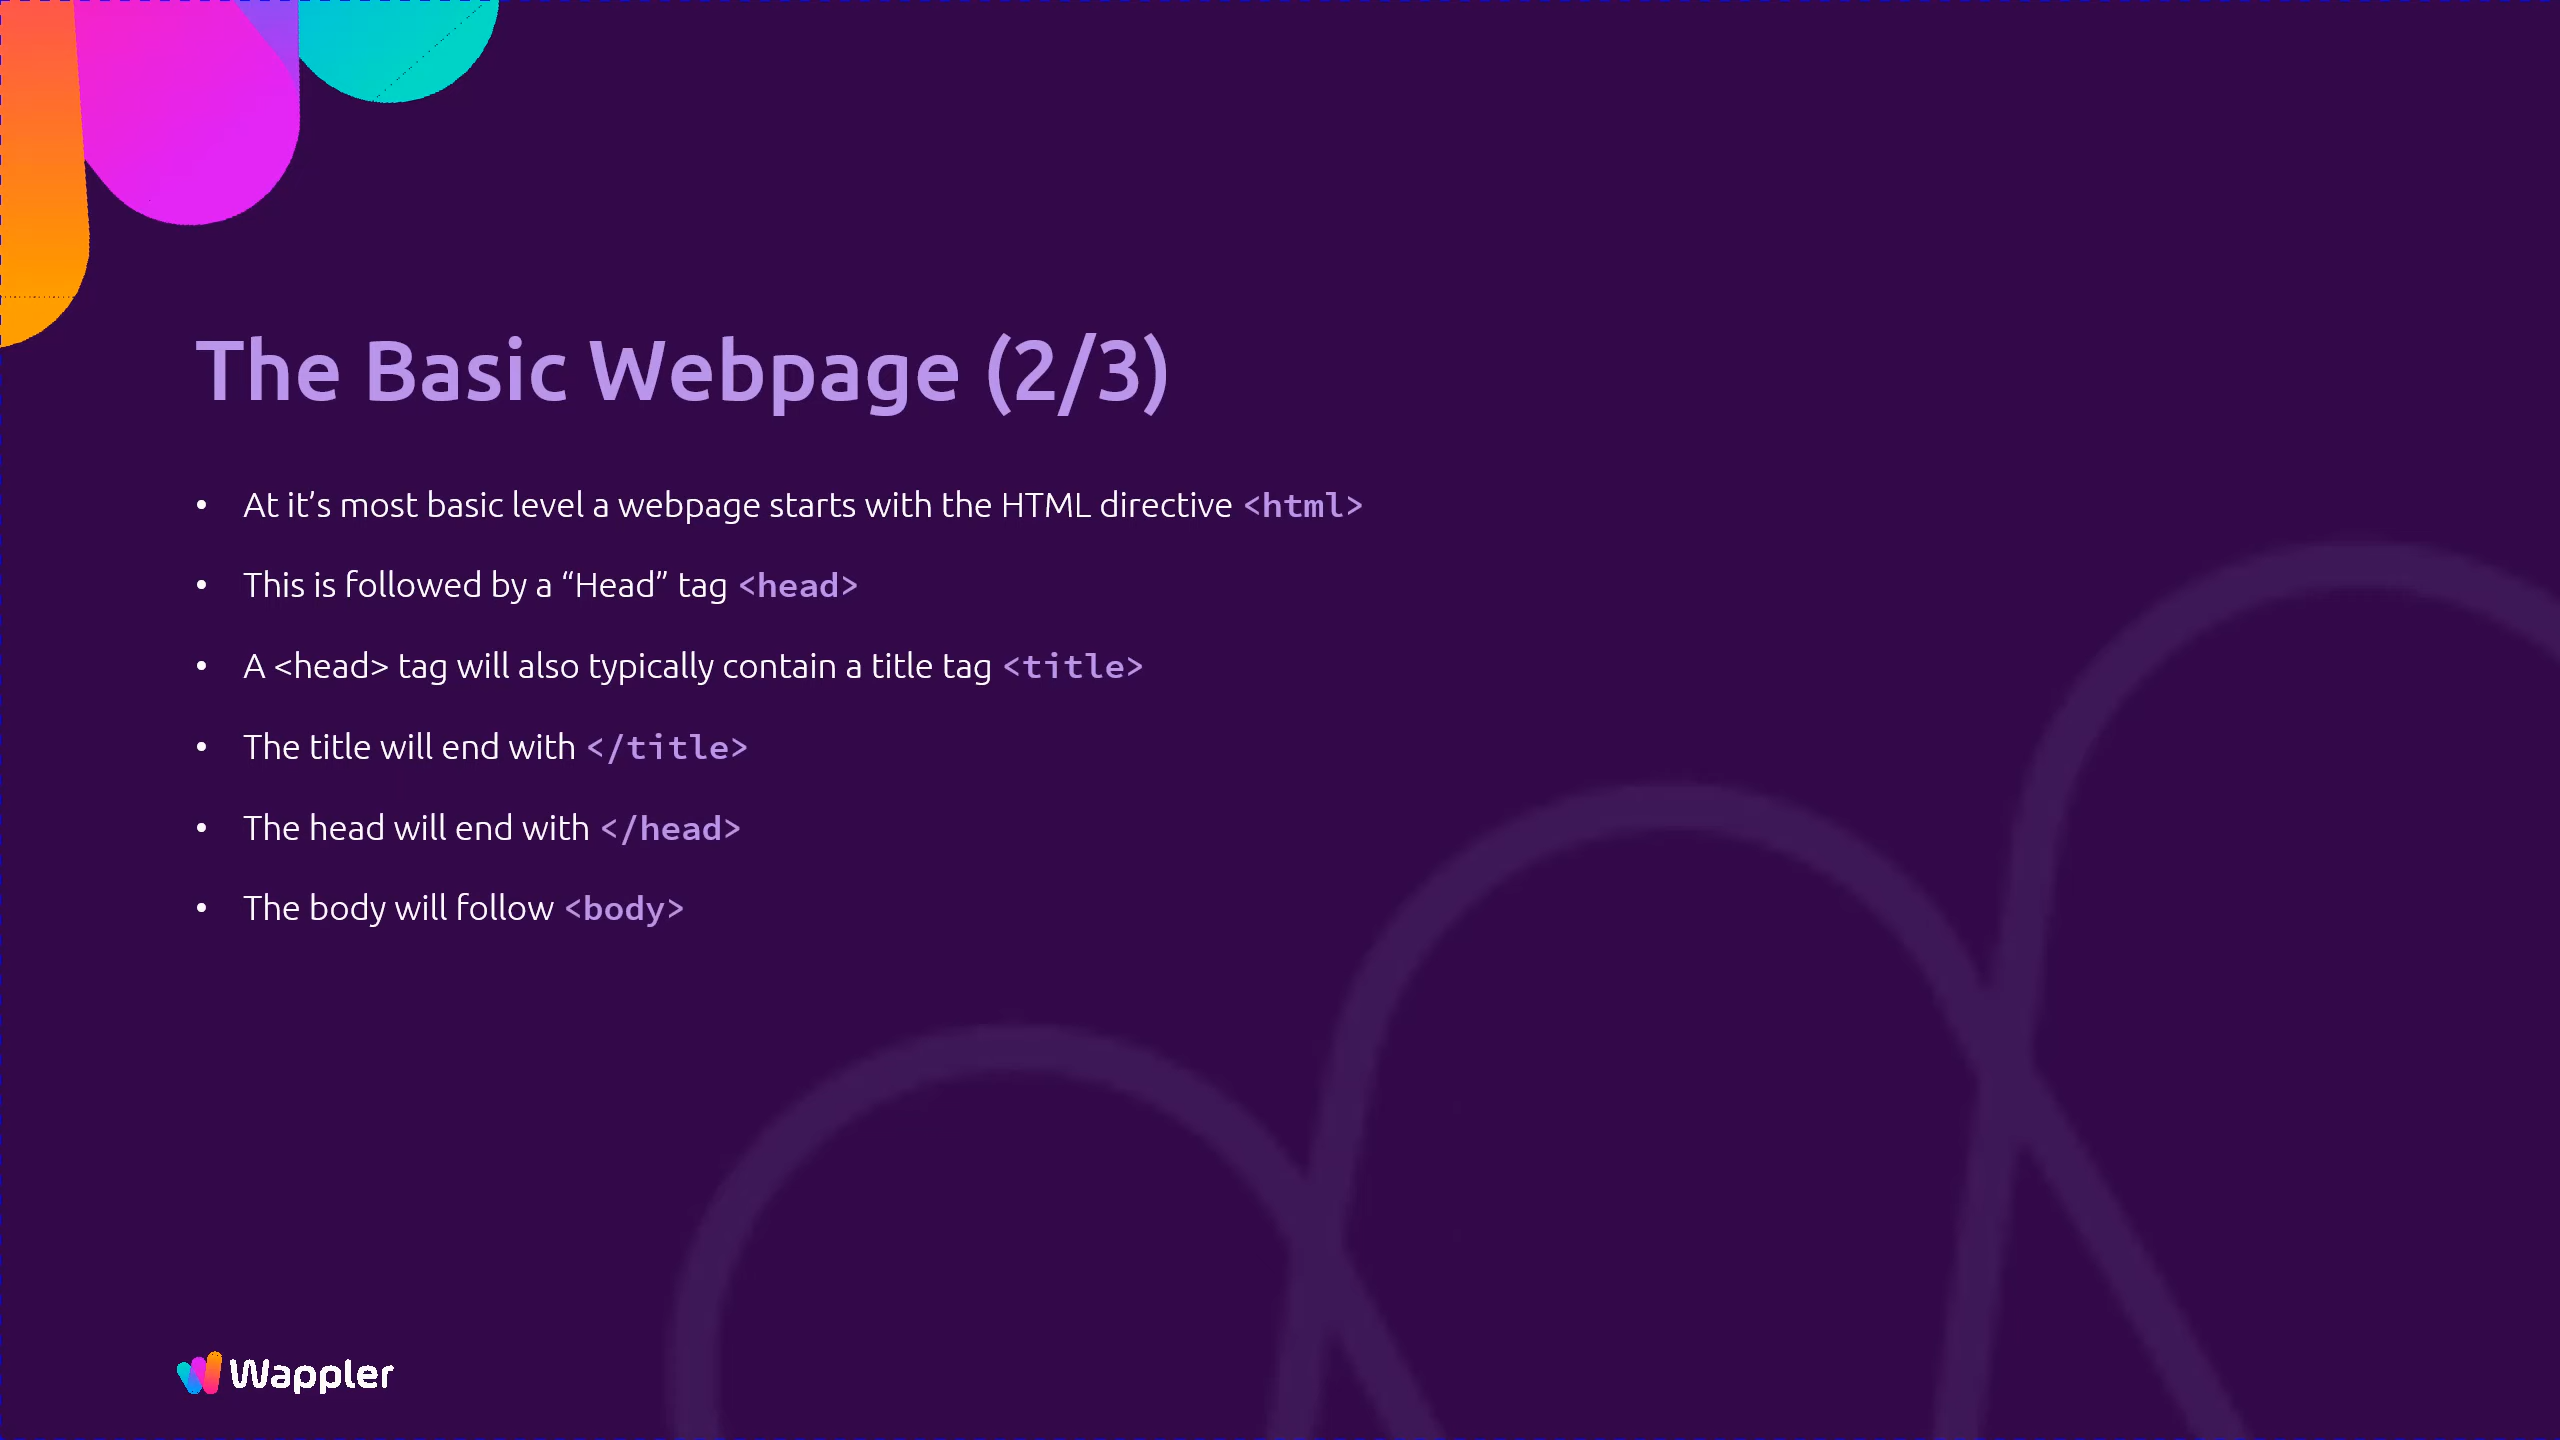 The Basic Webpage (2/3)
• At it’s most basic level a webpage starts with the HTML directive <html>
• This is followed by a “Head” tag <head>
• A <head> tag will also typically contain a title tag <title>
• The title will end with </title>
• The head will end with </head>
• The body will follow <body>
Wappler